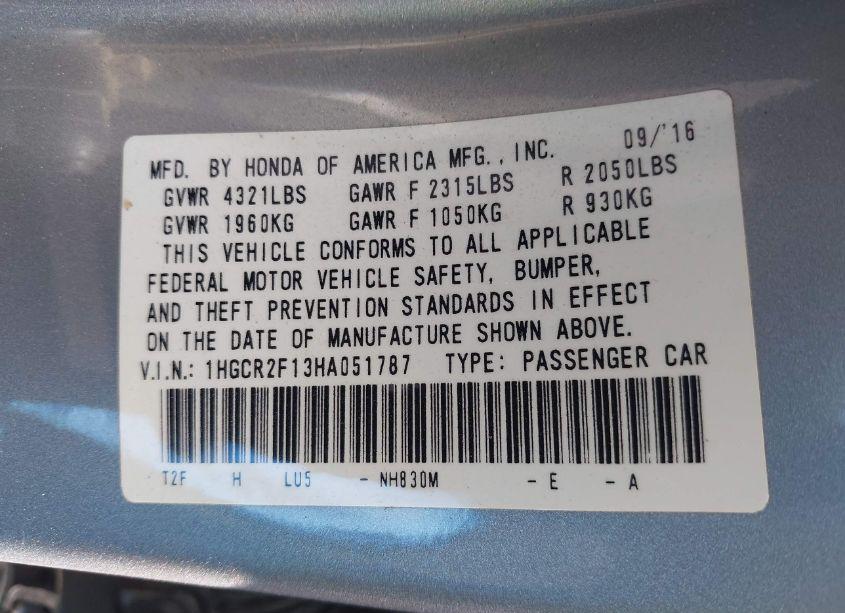 MFD. BY HONDA OF AMERICA MFG., INC. 09/'16
GVWR 4321LBS GAWR F 2315LBS R 2050LBS
GVWR 1960KG GAWR F 1050KG R 930KG
THIS VEHICLE CONFORMS TO ALL APPLICABLE
FEDERAL MOTOR VEHICLE SAFETY, BUMPER,
AND THEFT PREVENTION STANDARDS IN EFFECT
ON THE DATE OF MANUFACTURE SHOWN ABOVE.
V.I.N.: 1HGCR2F13HA051787 TYPE: PASSENGER CAR
T2F H LU5 - NH830M - E - A